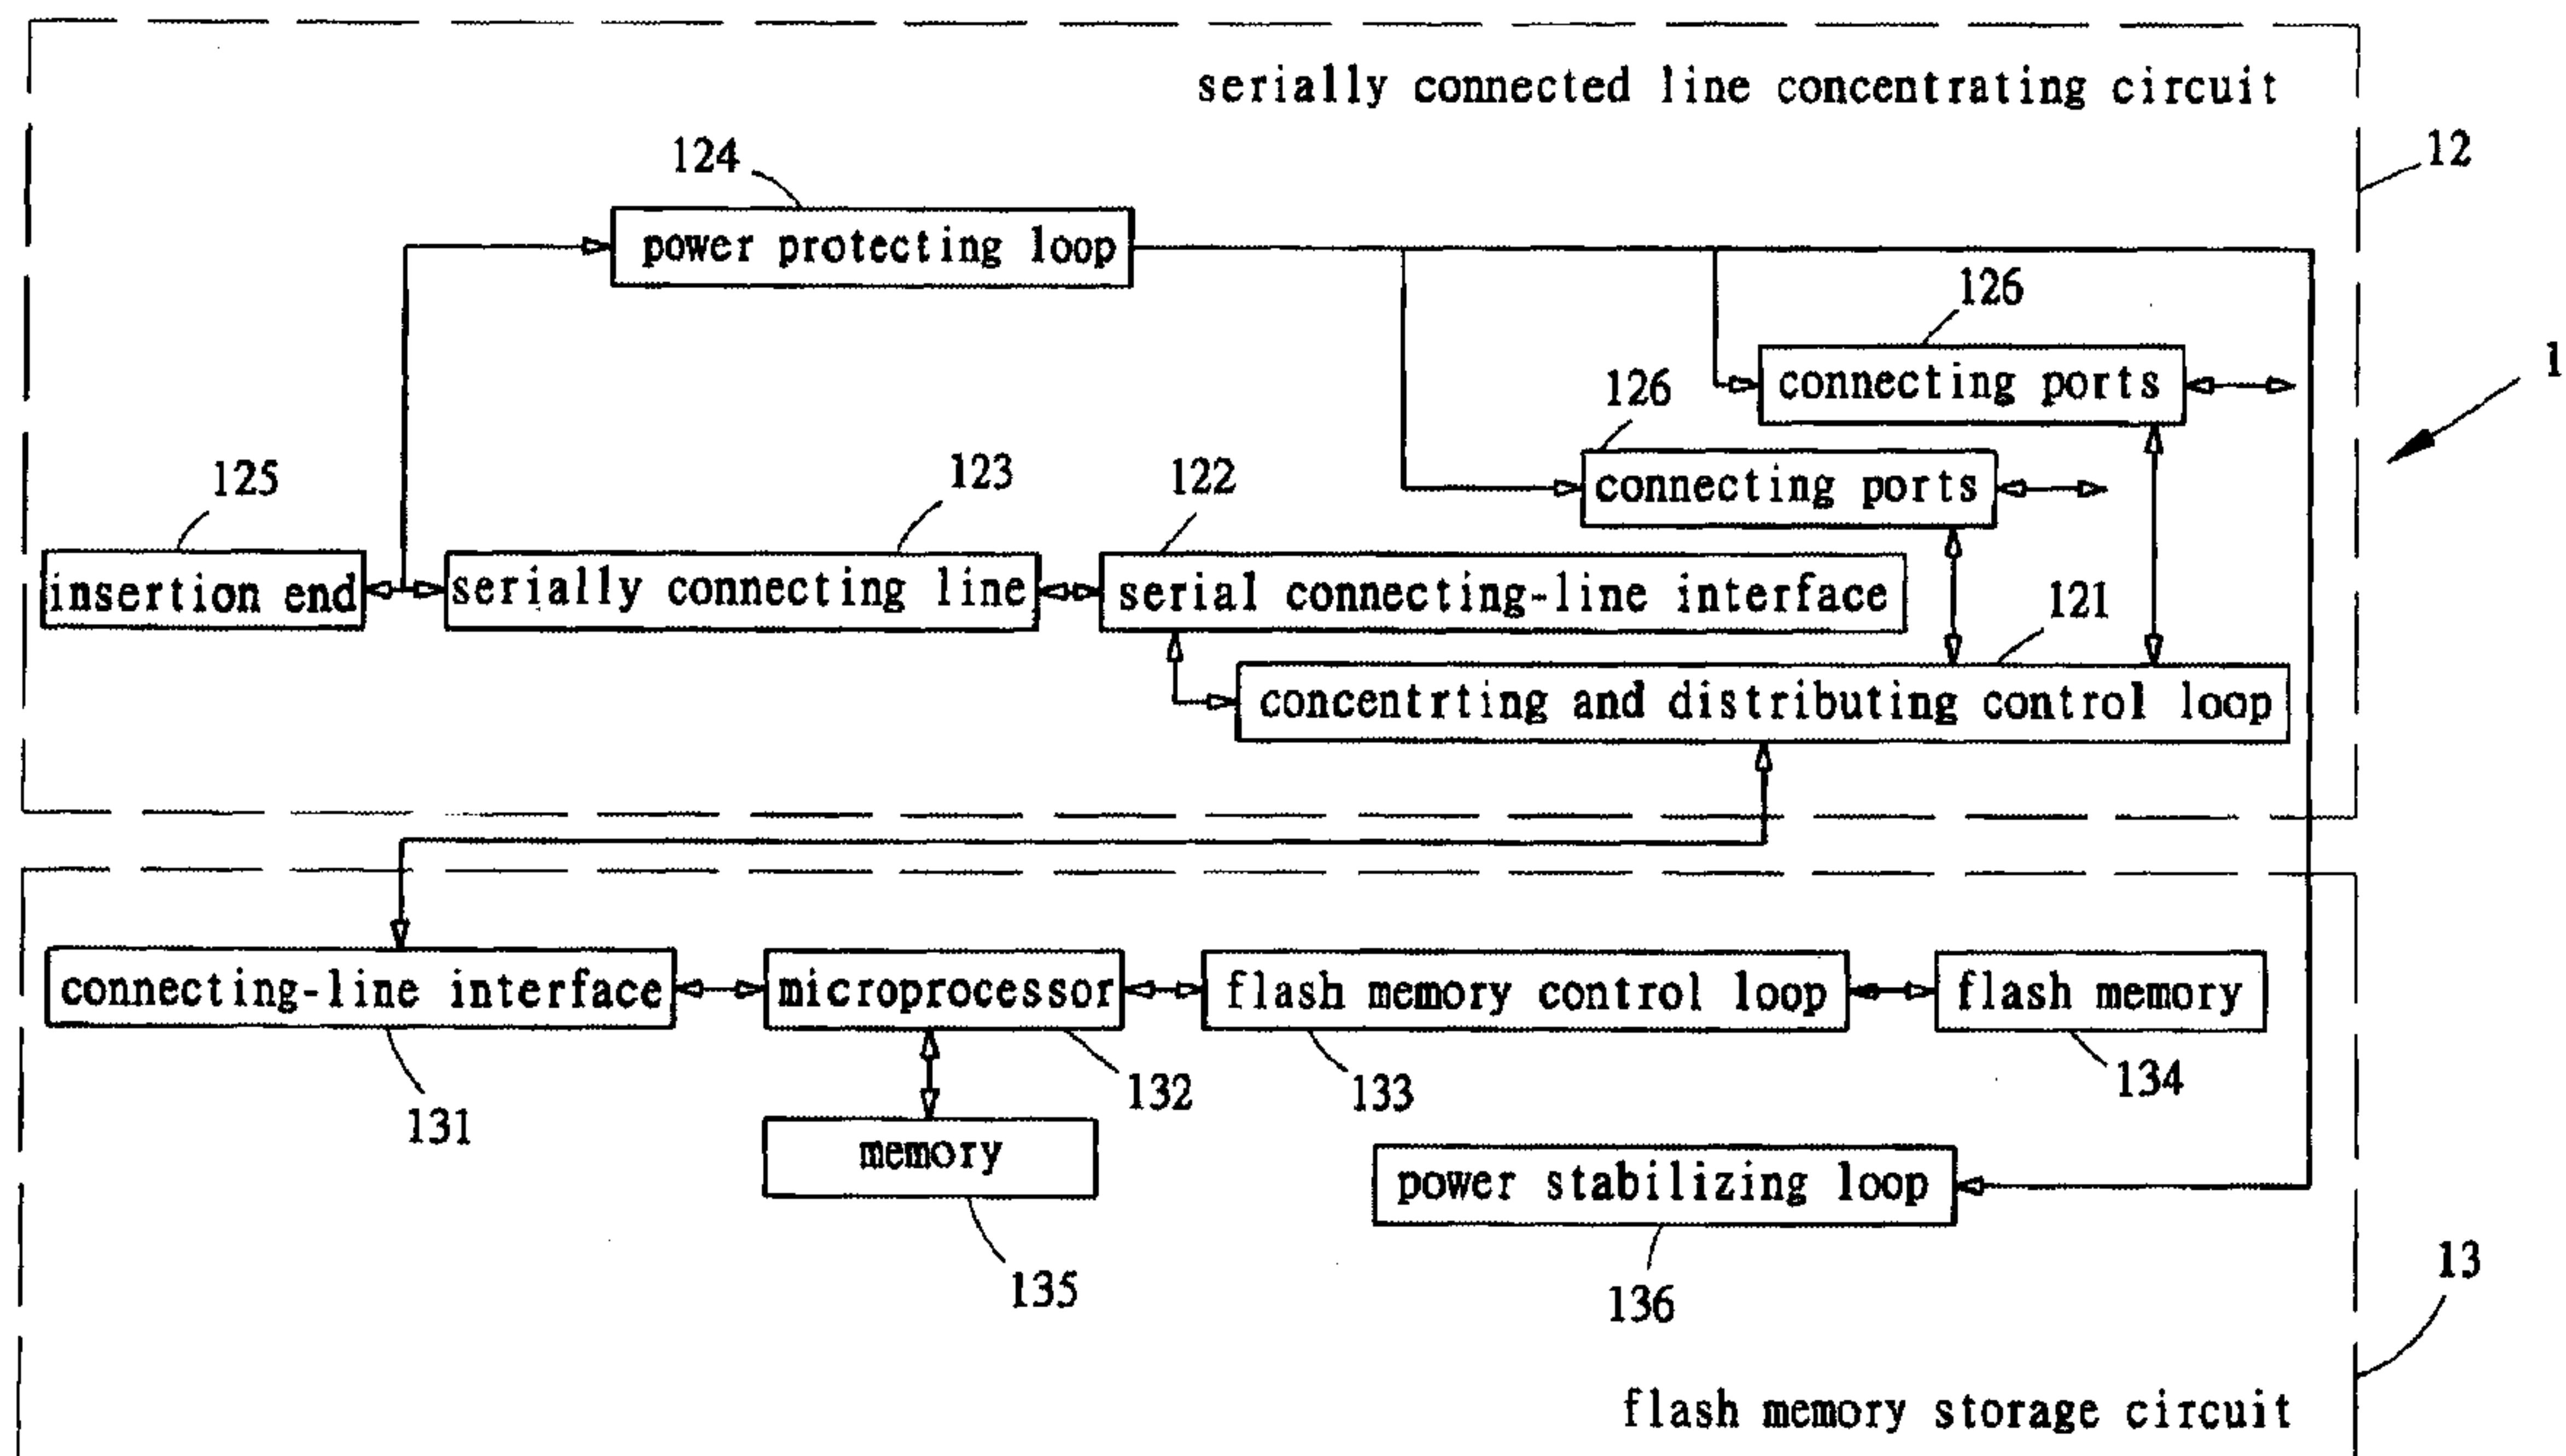 serially connected line concentrating circuit
12
124
power protecting loop
126
connecting ports
1
126
connecting ports
125
insertion end
123
serially connecting line
122
serial connecting-line interface
121
concentrting and distributing control loop
connecting-line interface
131
microprocessor
132
flash memory control loop
133
flash memory
134
memory
135
power stabilizing loop
136
13
flash memory storage circuit